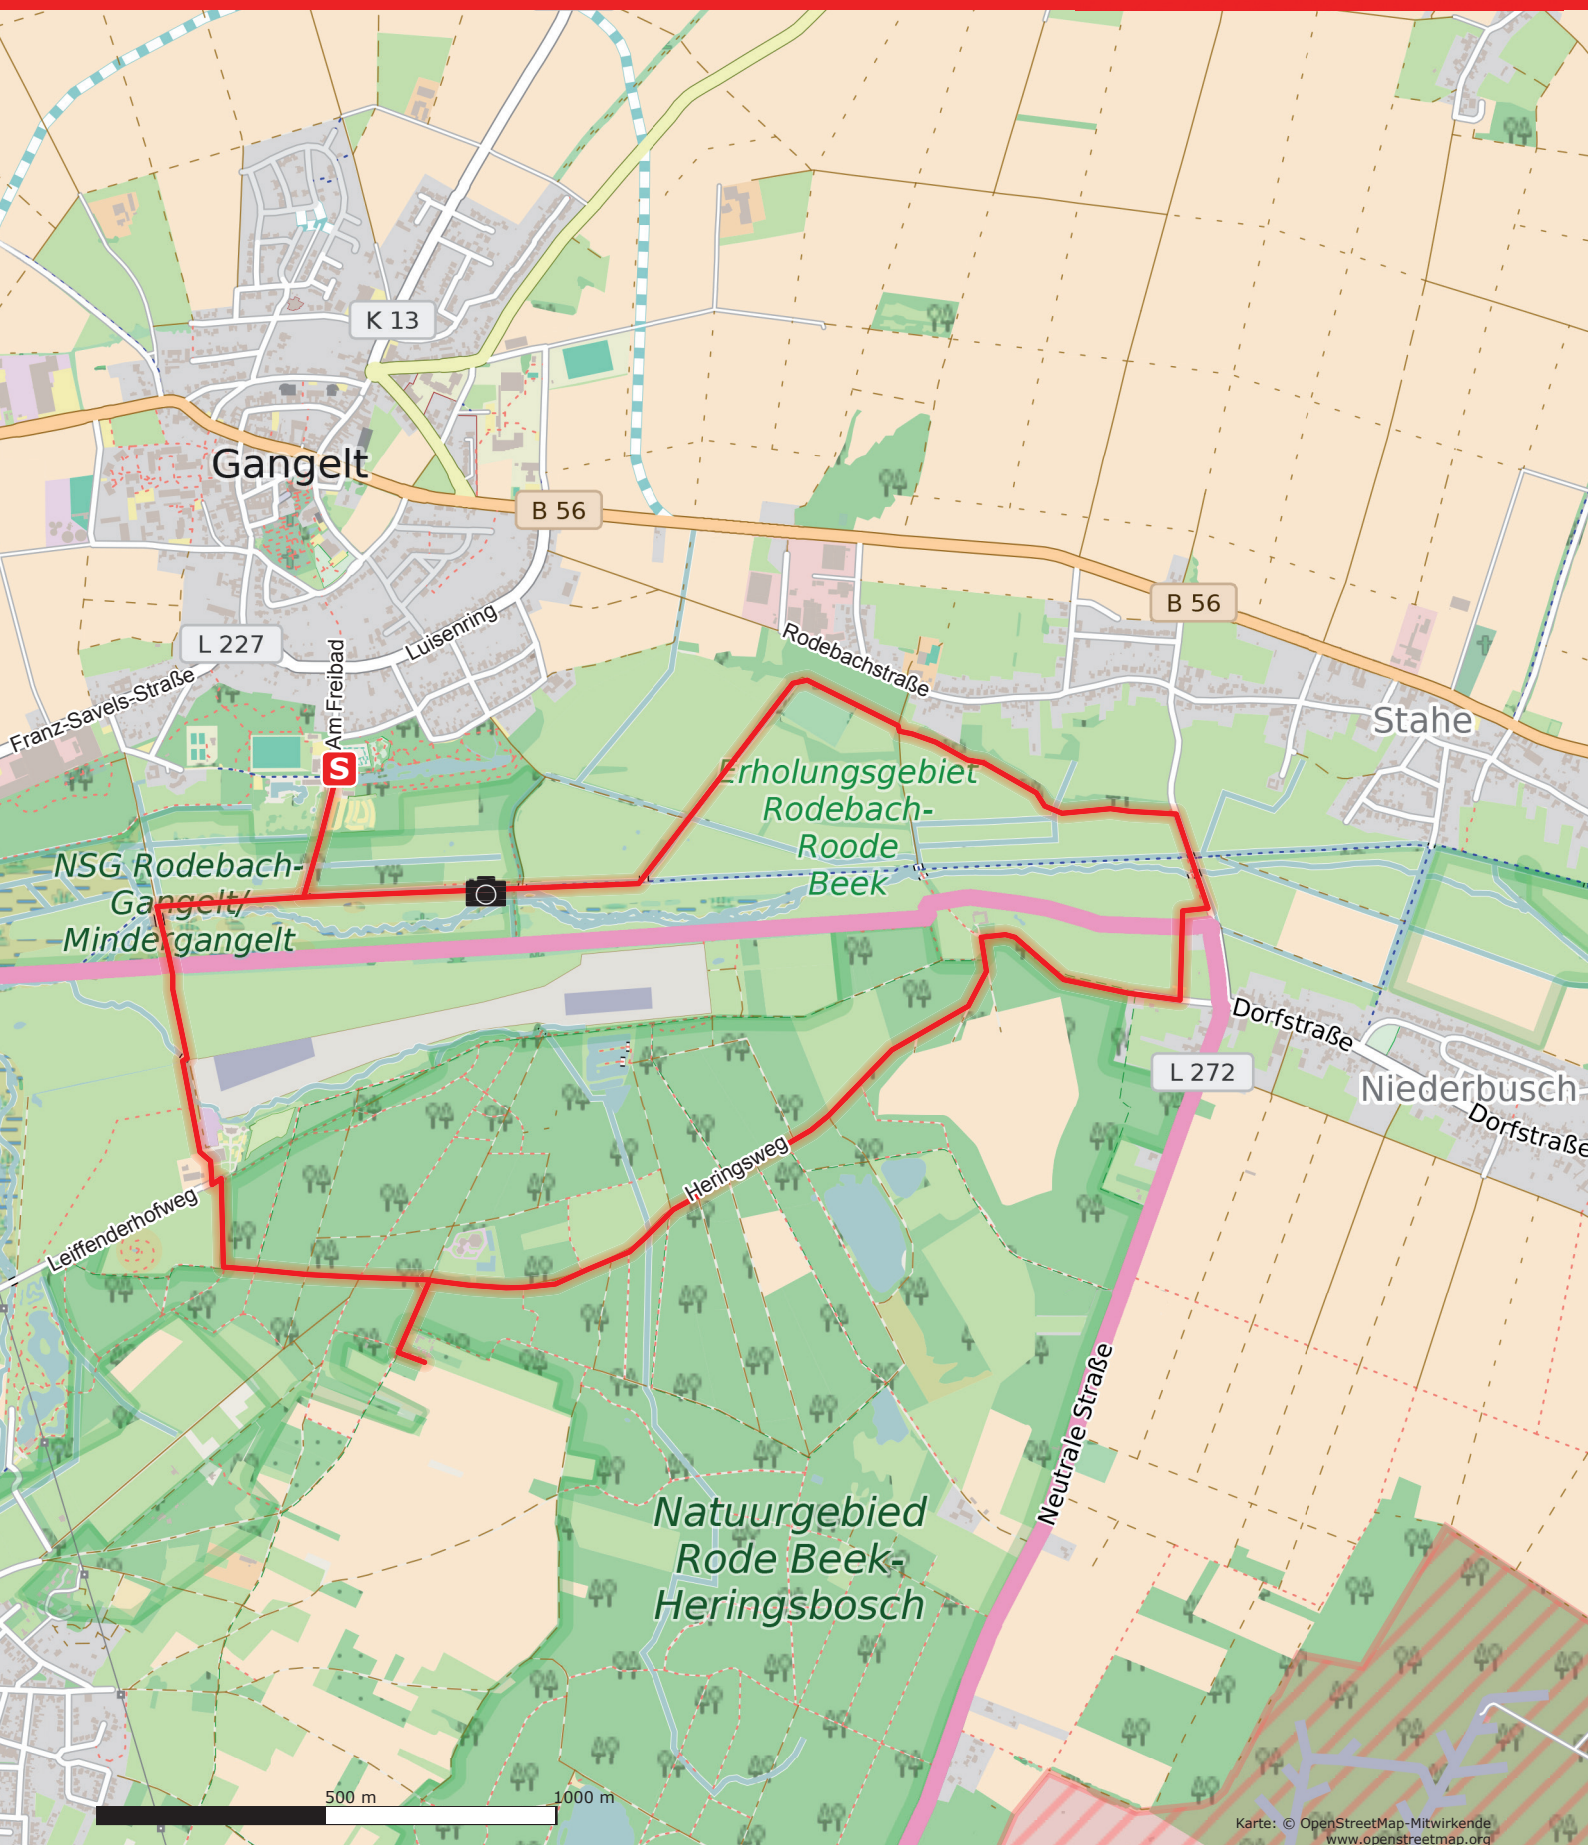 K 13
Gangelt
B 56
B 56
L 227
Luisenring
Rodebachstraße
Franz-Savels-Straße
Am Freibad
Stahe
S
Erholungsgebiet
Rodebach-
Roode
Beek
NSG Rodebach-
Gangelt/
Mindergangelt
Dorfstraße
L 272
Niederbusch
Dorfstraße
Heringsweg
Leiffenderhofweg
Neutrale Straße
Natuurgebied
Rode Beek-
Heringsbosch
500 m
1000 m
Karte: © OpenStreetMap-Mitwirkende
www.openstreetmap.org